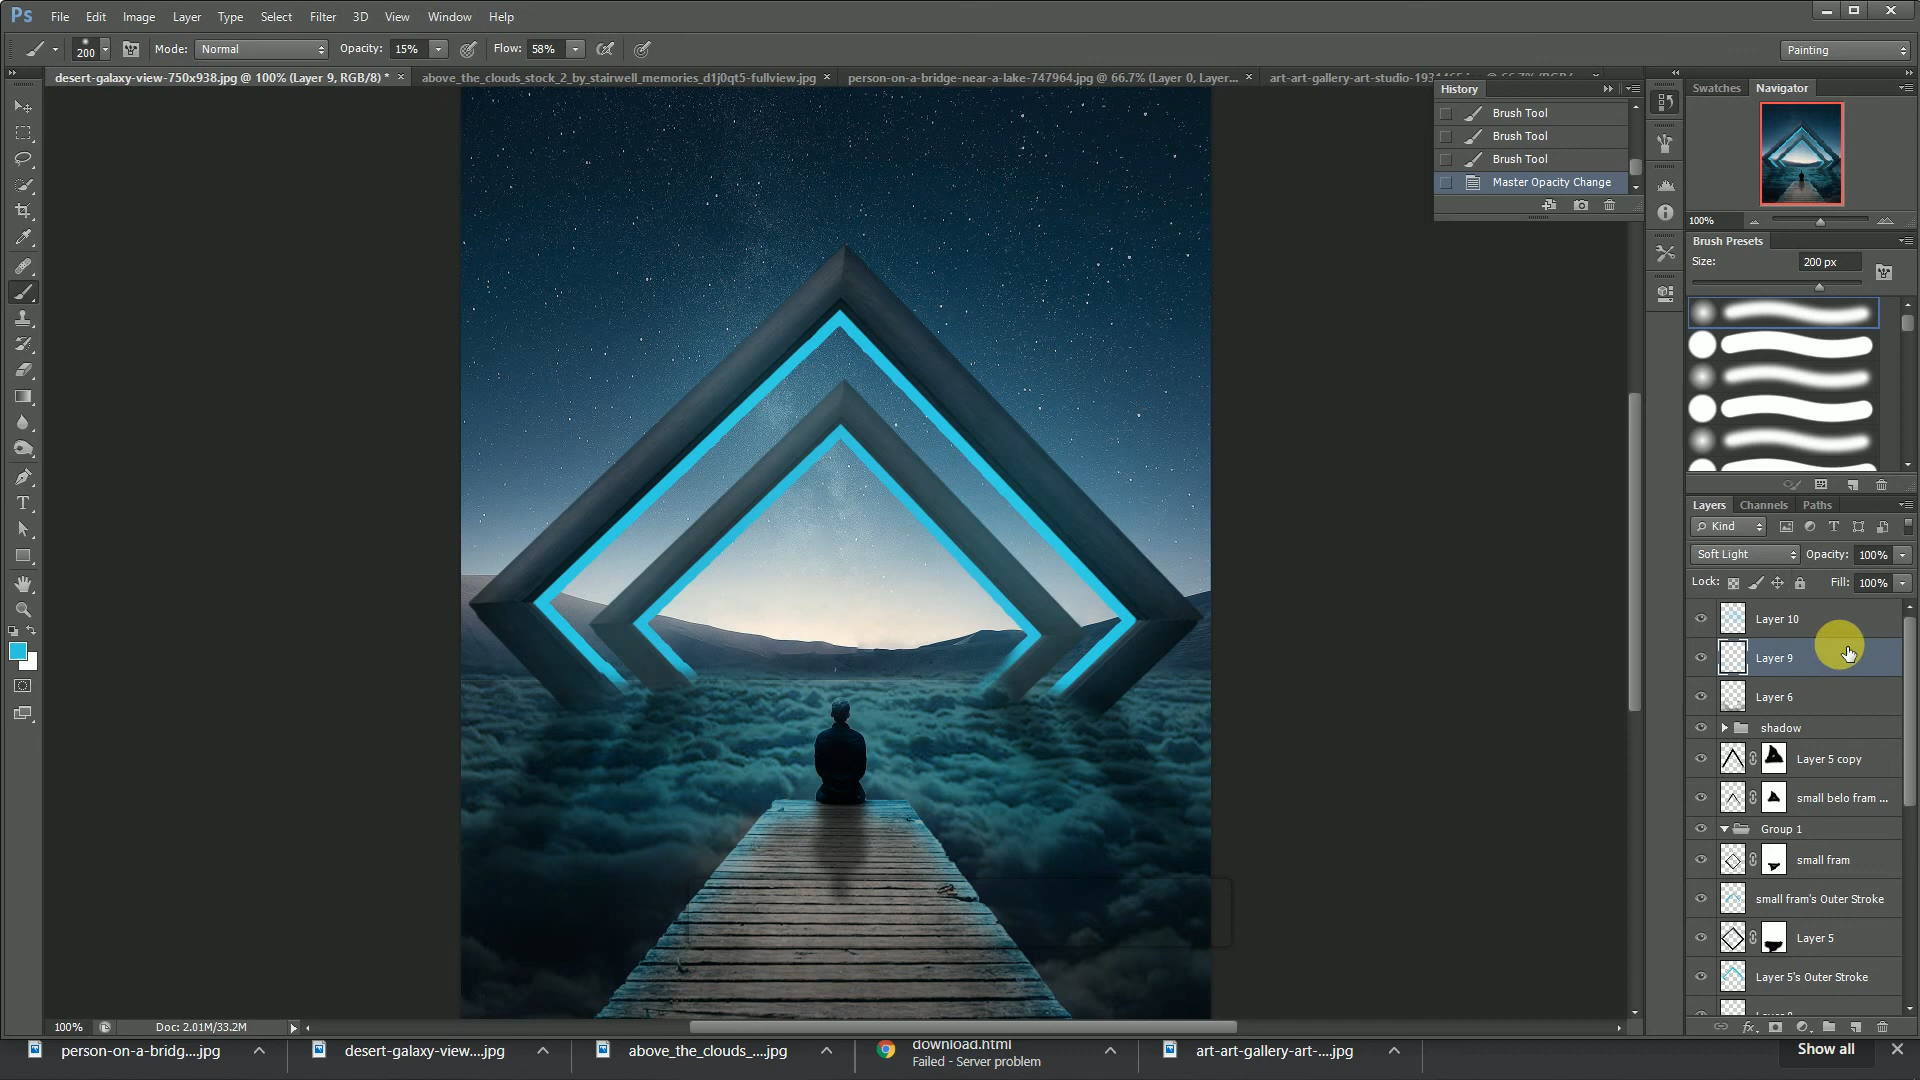 Ps File Edit Image Layer Type Select Filter 3D View Window Help
200 Mode: Normal Opacity: 15% Flow: 58% Painting
desert-galaxy-view-750x938.jpg @ 100% (Layer 9, RGB/8) * above_the_clouds_stock_2_by_stairwell_memories_d1j0qt5-fullview.jpg person-on-a-bridge-near-a-lake-747964.jpg @ 66.7% (Layer 0, Layer...
History
Brush Tool
Brush Tool
Brush Tool
Master Opacity Change
Swatches Navigator
100%
Brush Presets
Size: 200 px
Layers Channels Paths
Kind T
Soft Light Opacity: 100%
Lock: Fill: 100%
Layer 10
Layer 9
Layer 6
shadow
Layer 5 copy
small belo fram ...
Group 1
small fram
small fram's Outer Stroke
Layer 5
Layer 5's Outer Stroke
T
fx
100% Doc: 2.01M/33.2M
person-on-a-bridg....jpg desert-galaxy-view....jpg above_the_clouds_....jpg download.html art-art-gallery-art-....jpg Show all
Failed - Server problem